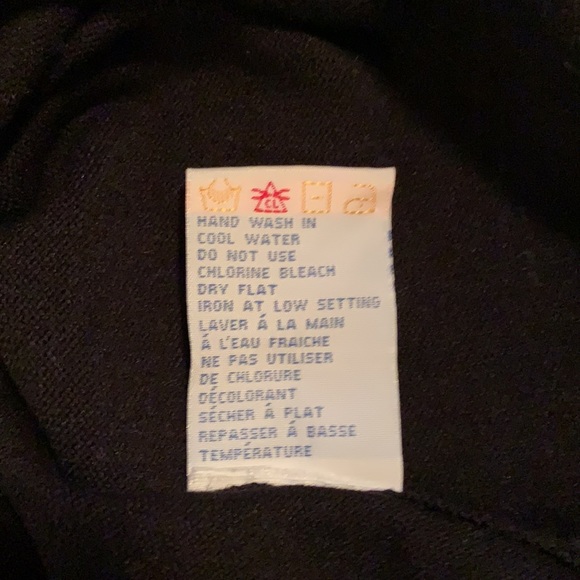 CL
HAND WASH IN
COOL WATER
DO NOT USE
CHLORINE BLEACH
DRY FLAT
IRON AT LOW SETTING
LAVER Á LA MAIN
Á L'EAU FRAICHE
NE PAS UTILISER
DE CHLORURE
DÉCOLORANT
SÉCHER Á PLAT
REPASSER Á BASSE
TEMPÉRATURE